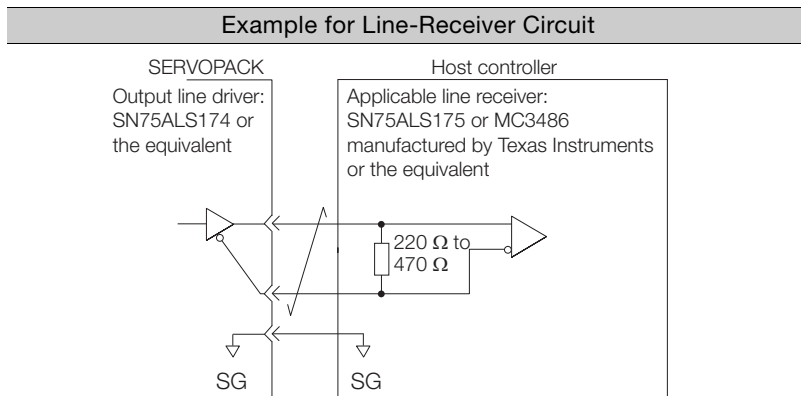 Example for Line-Receiver Circuit
SERVOPACK
Host controller
Output line driver:
SN75ALS174 or
the equivalent
Applicable line receiver:
SN75ALS175 or MC3486
manufactured by Texas Instruments
or the equivalent
220 Ω to
470 Ω
SG
SG